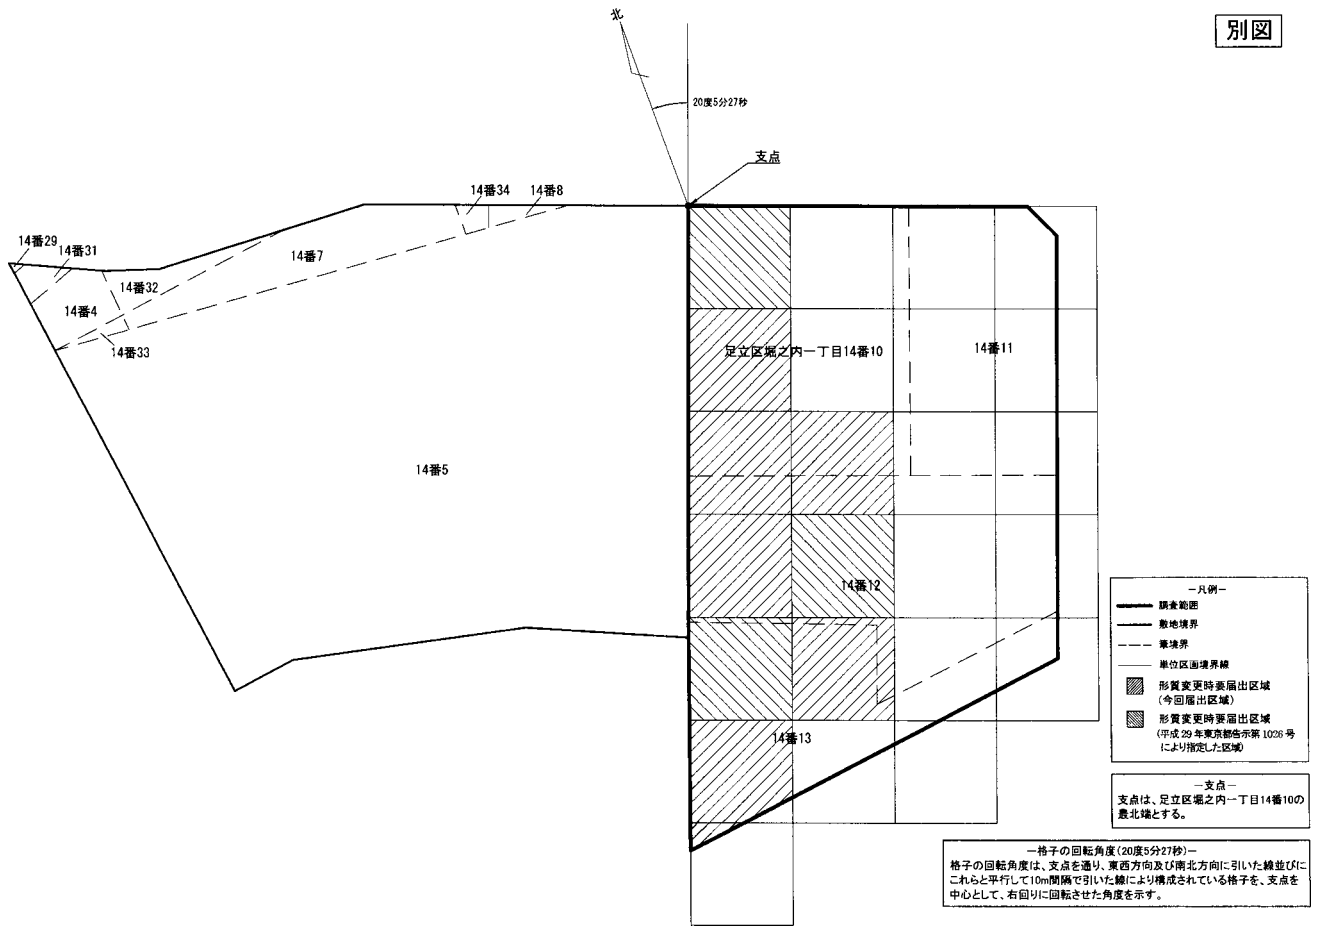 別図
北
20度5分27秒
支点
14番34
14番8
14番29
14番31
14番7
14番32
14番4
14番33
足立区堀之内一丁目14番10
14番11
14番5
14番12
14番13
－凡例－
調査範囲
敷地境界
筆境界
単位区画境界線
形質変更時要届出区域
(今回届出区域)
形質変更時要届出区域
(平成29年東京都告示第1026号
により指定した区域)
－支点－
支点は、足立区堀之内一丁目14番10の
最北端とする。
－格子の回転角度(20度5分27秒)－
格子の回転角度は、支点を通り、東西方向及び南北方向に引いた線並びに
これらと平行して10m間隔で引いた線により構成されている格子を、支点を
中心として、右回りに回転させた角度を示す。